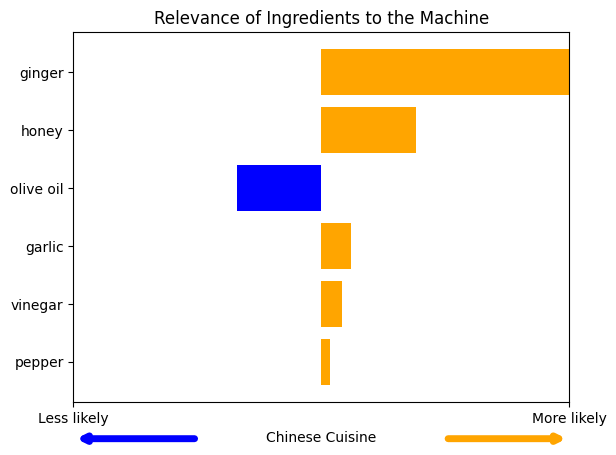 Relevance of Ingredients to the Machine
ginger
honey
olive oil
garlic
vinegar
pepper
Less likely
More likely
Chinese Cuisine